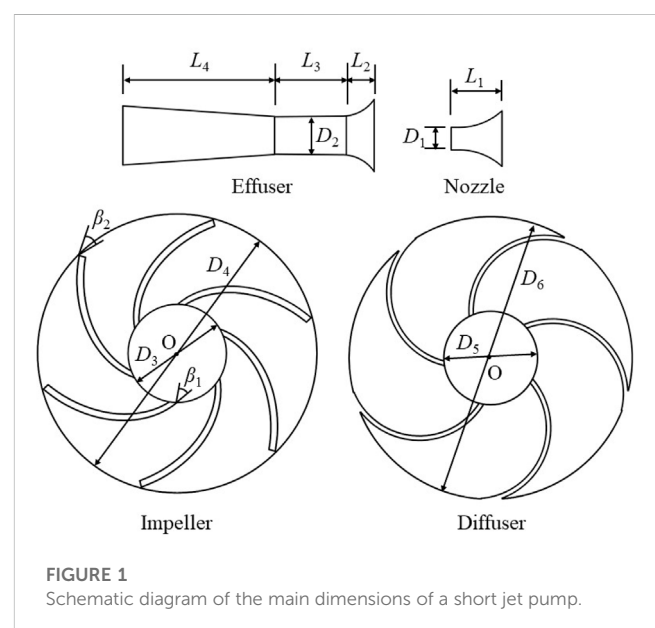 L₄ L₃ L₂ L₁
D₂ D₁
Effuser Nozzle
β₂
D₄ D₆
O D₃ D₅
β₁ O
Impeller Diffuser
FIGURE 1
Schematic diagram of the main dimensions of a short jet pump.